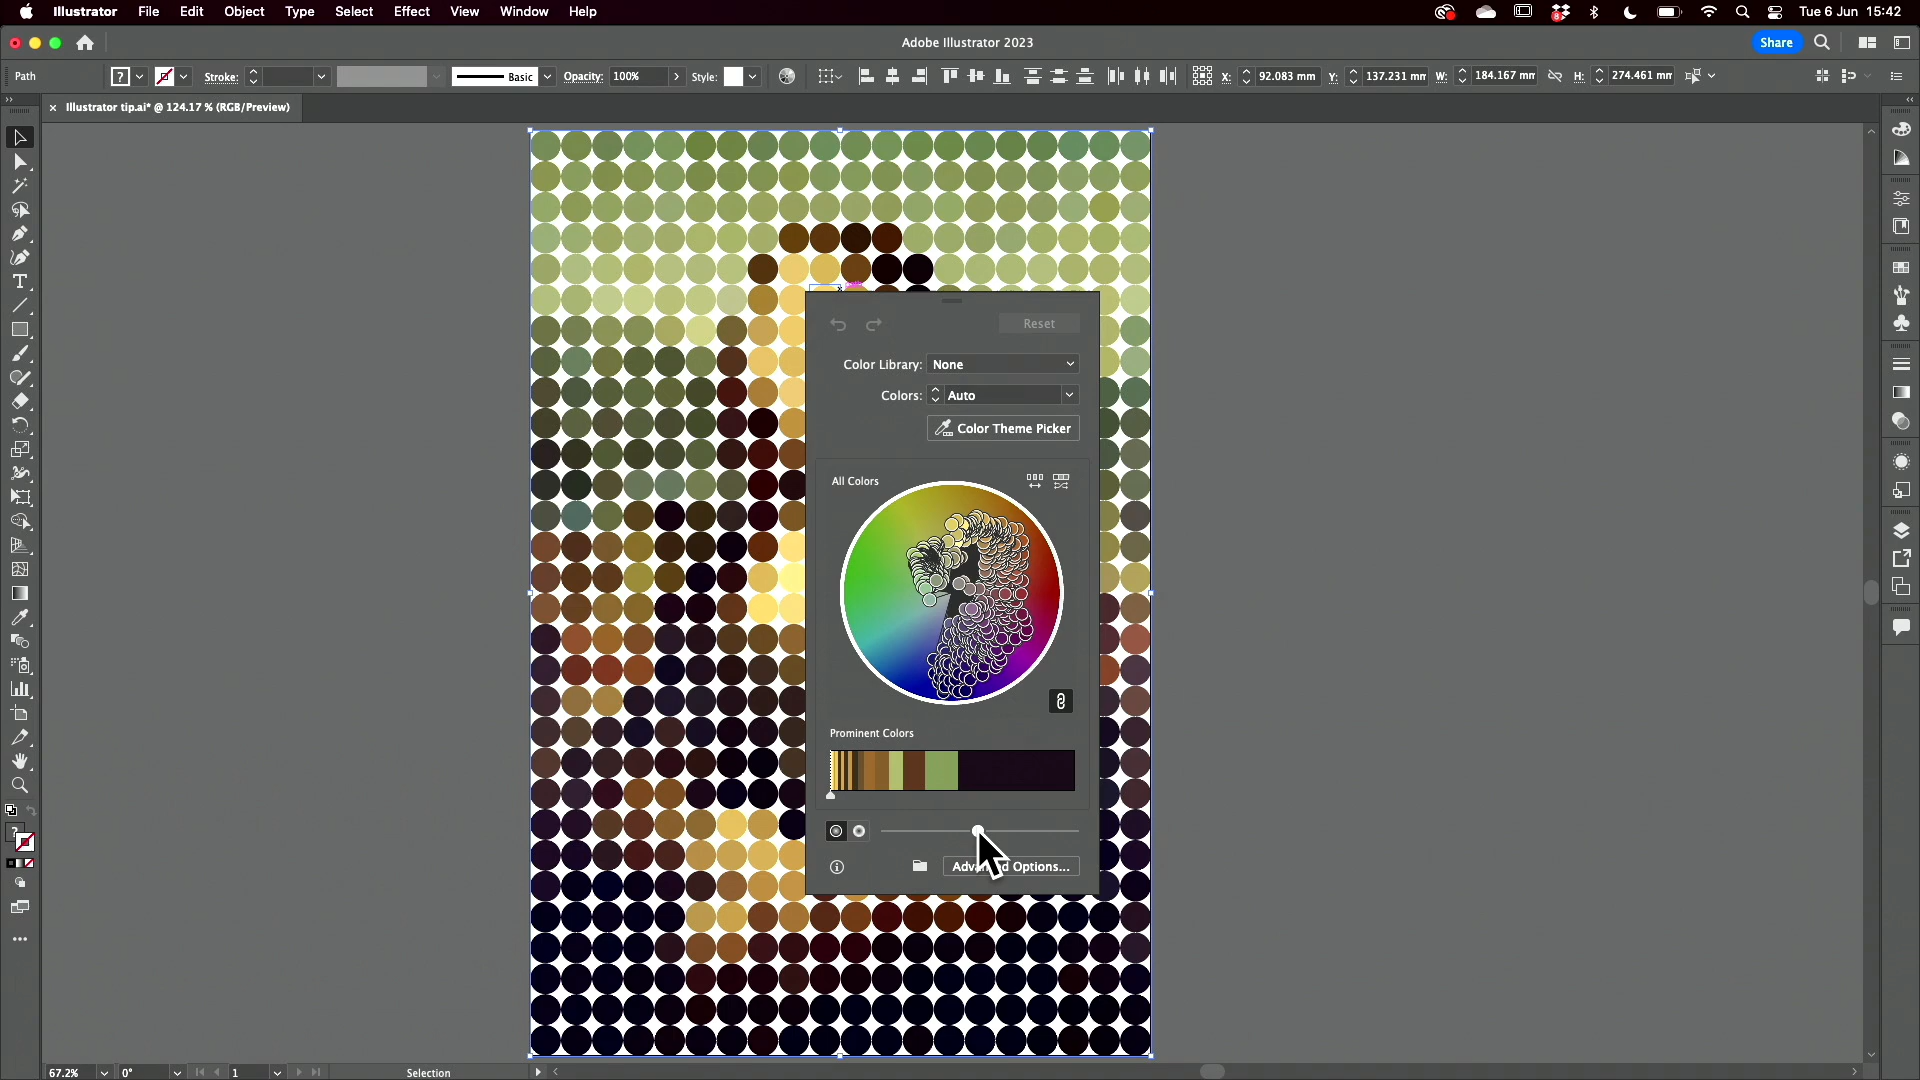 Illustrator File Edit Object Type Select Effect View Window Help Tue 6 Jun 15:42
Adobe Illustrator 2023 Share
Path ? Stroke: Basic Opacity: 100% Style: X: 92.083 mm Y: 137.231 mm W: 184.167 mm H: 274.461 mm
Illustrator tip.ai* @ 124.17 % (RGB/Preview)
Reset
Color Library: None
Colors: Auto
Color Theme Picker
All Colors
Prominent Colors
Options...
67.2% 0° 1 Selection